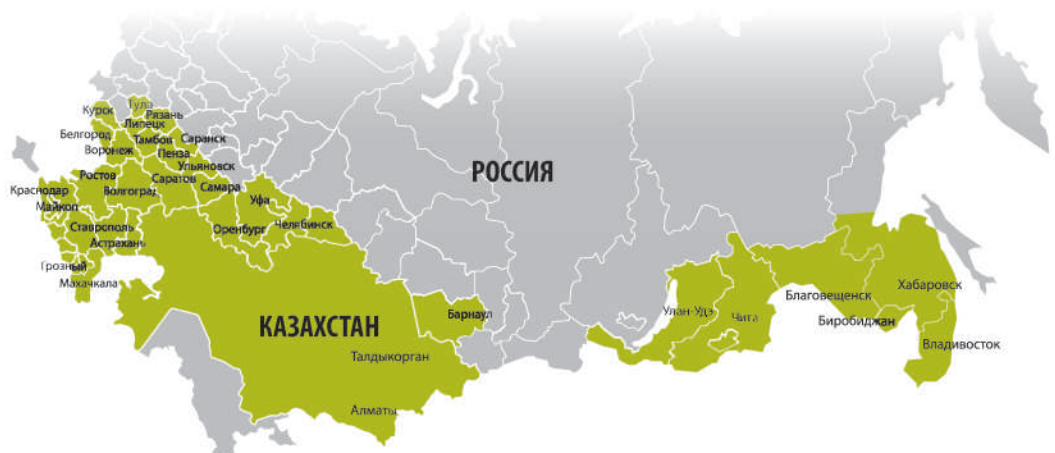 Курск
Тула
Рязань
Липецк
Белгород
Тамбов
Саранск
Воронеж
Пенза
Ульяновск
Ростов
Саратов
Самара
Краснодар
Волгоград
Уфа
Майкоп
Ставрополь
Оренбург
Челябинск
Астрахань
Грозный
Махачкала
РОССИЯ
КАЗАХСТАН
Барнаул
Талдыкорган
Алматы
Улан-Удэ
Чита
Благовещенск
Хабаровск
Биробиджан
Владивосток